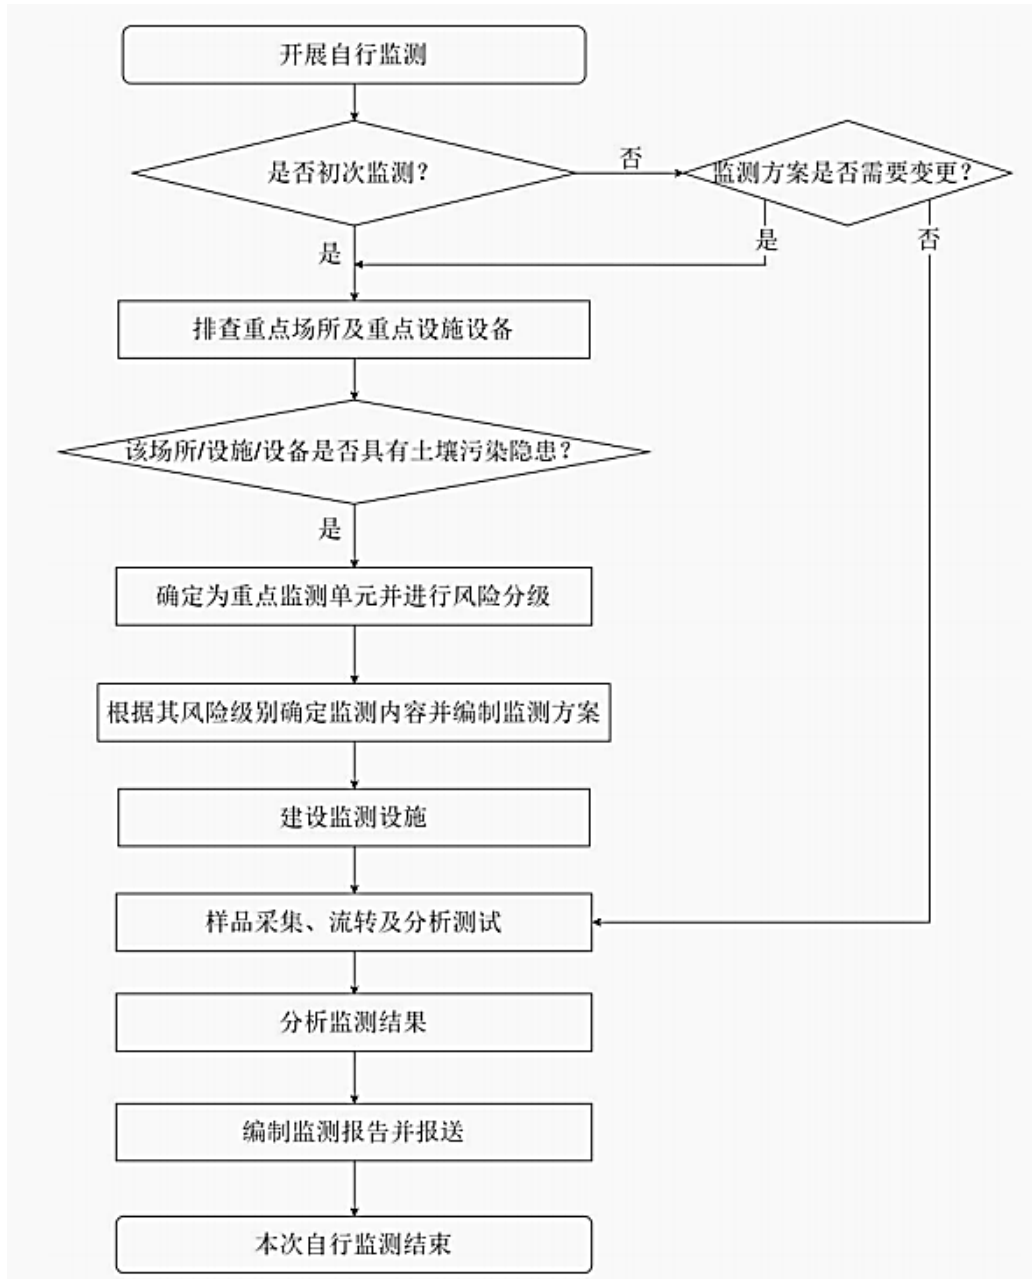 开展自行监测
是否初次监测？
否
监测方案是否需要变更？
是
是
否
排查重点场所及重点设施设备
该场所/设施/设备是否具有土壤污染隐患？
是
确定为重点监测单元并进行风险分级
根据其风险级别确定监测内容并编制监测方案
建设监测设施
样品采集、流转及分析测试
分析监测结果
编制监测报告并报送
本次自行监测结束